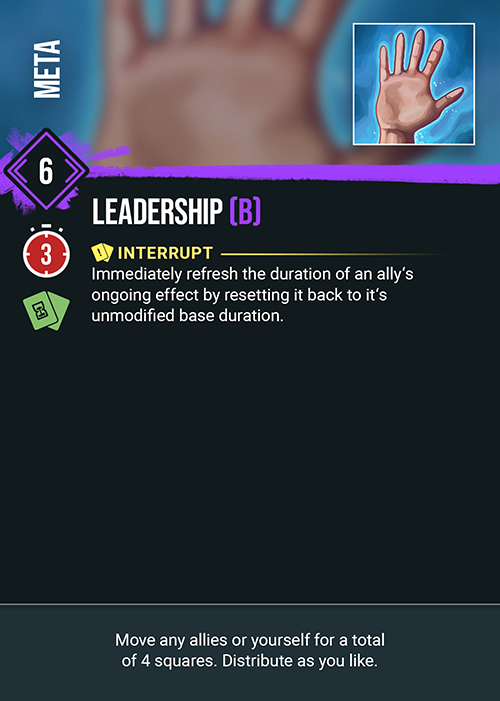 META
6
LEADERSHIP (B)
3
! INTERRUPT
Immediately refresh the duration of an ally‘s
ongoing effect by resetting it back to it‘s
unmodified base duration.
Move any allies or yourself for a total
of 4 squares. Distribute as you like.